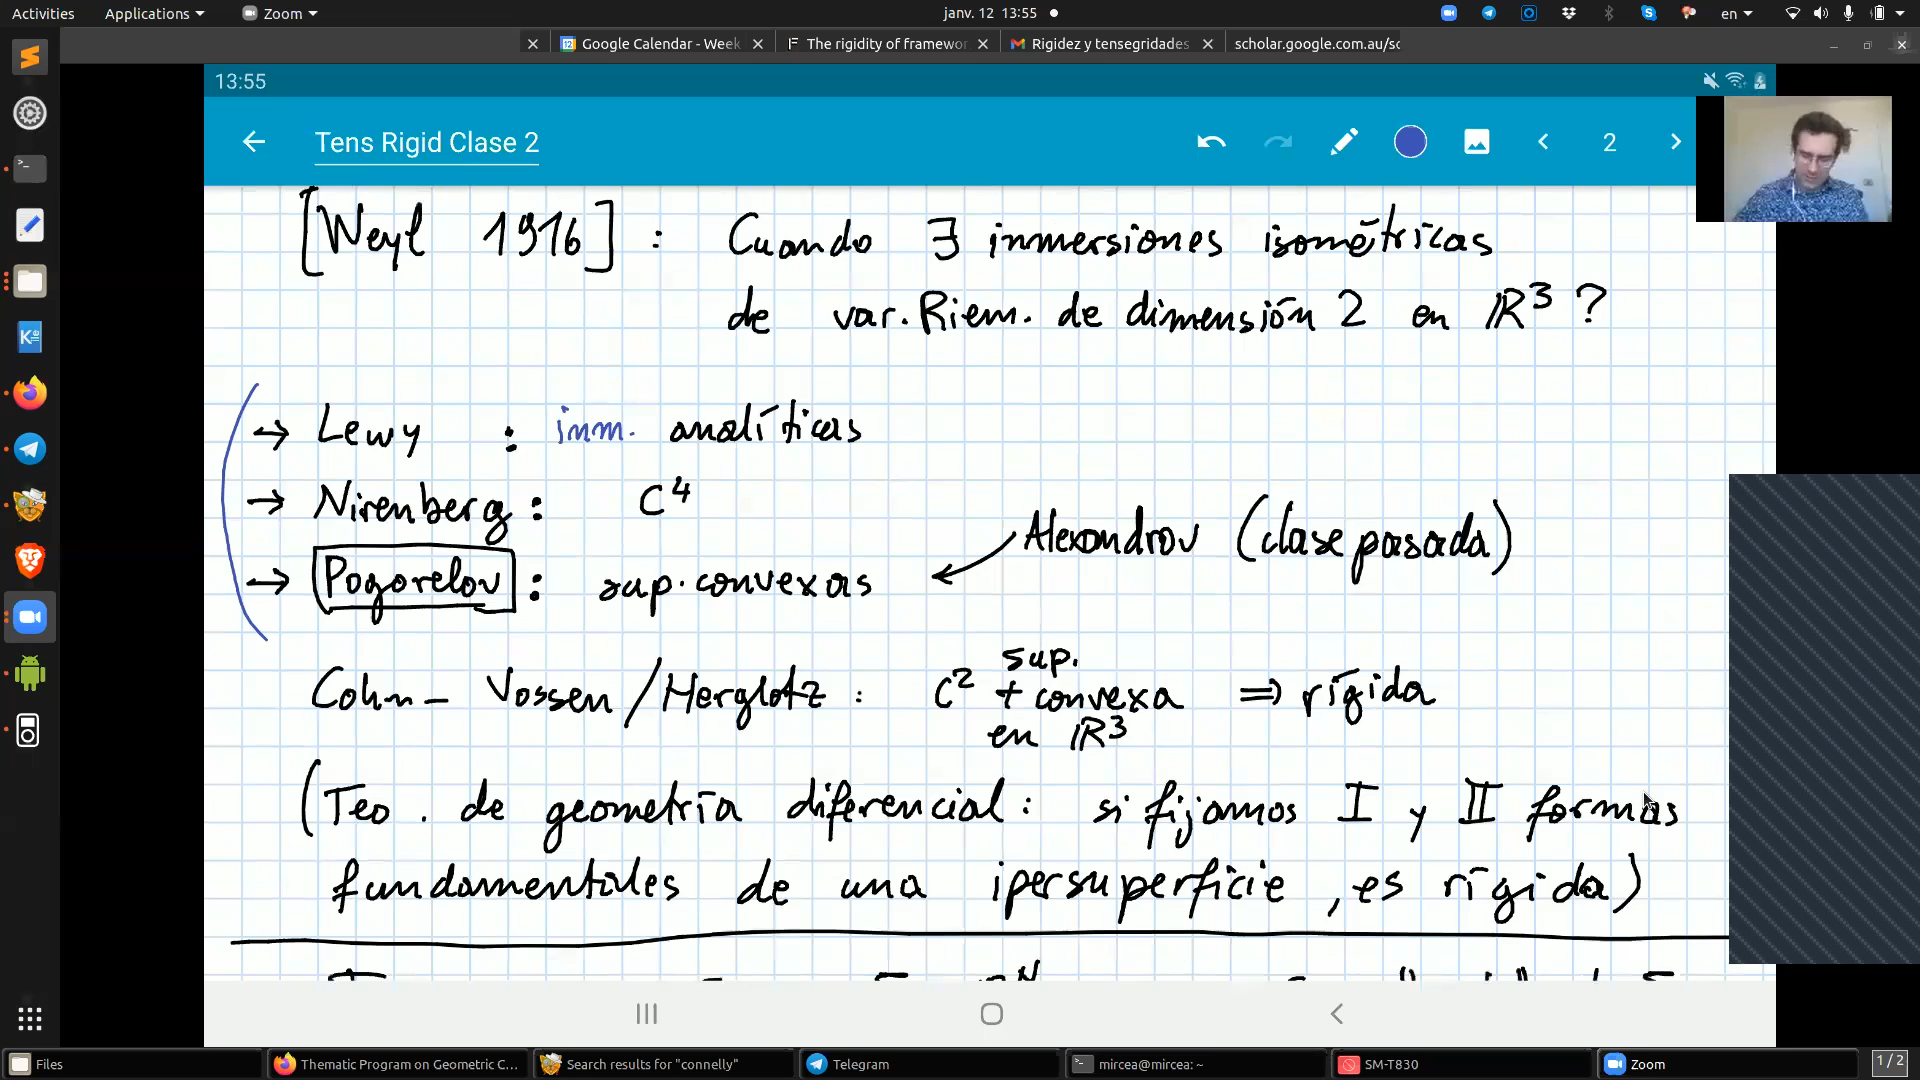 Activities Applications Zoom janv. 12 13:55 en
Google Calendar - Week The rigidity of framewor Rigidez y tensegridades scholar.google.com.au/sc
13:55
Tens Rigid Clase 2 2
[Weyl 1916] : Cuando ∃ inmersiones isométricas
de var. Riem. de dimensión 2 en ℝ³ ?
→ Lewy : inm. analíticas
→ Nirenberg : C⁴
Alexandrov (clase pasada)
→ Pogorelov : sup. convexas
sup.
Cohn-Vossen/Herglotz : C² + convexa ⇒ rígida
en ℝ³
(Teo. de geometría diferencial : si fijamos I y II formas
fundamentales de una ipersuperficie, es rígida)
Files Thematic Program on Geometric C... Search results for "connelly" Telegram mircea@mircea: ~ SM-T830 Zoom 1 / 2